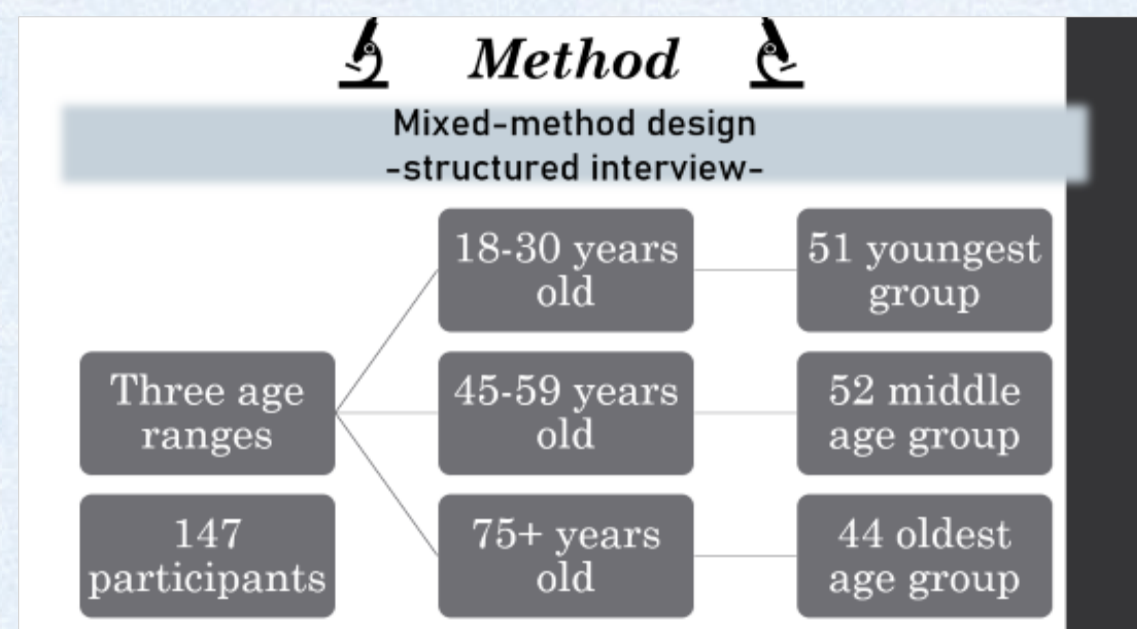 Method
Mixed-method design
-structured interview-
18-30 years
old
51 youngest
group
Three age
ranges
45-59 years
old
52 middle
age group
147
participants
75+ years
old
44 oldest
age group